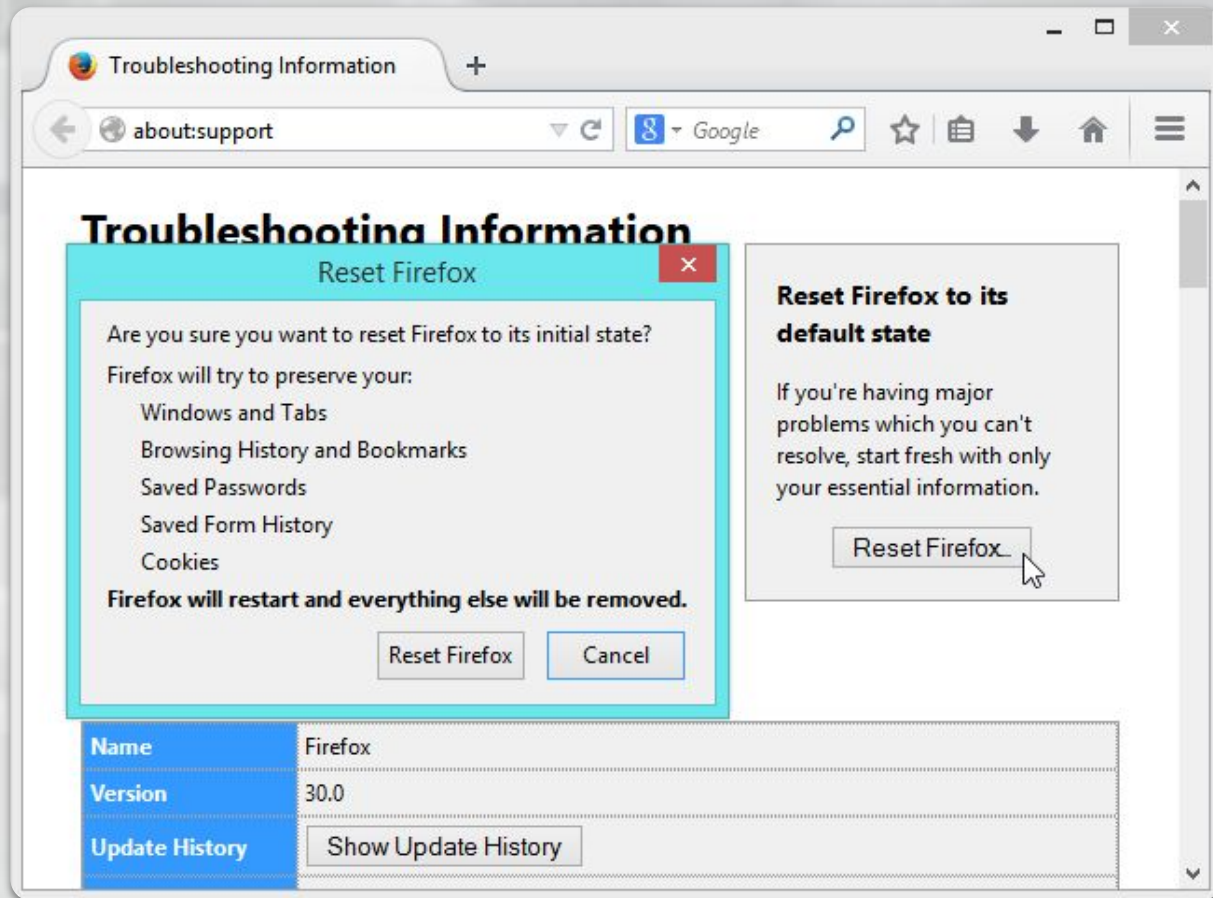 Troubleshooting Information
about:support
8 Google
Troubleshooting Information
Reset Firefox
Are you sure you want to reset Firefox to its initial state?
Firefox will try to preserve your:
Windows and Tabs
Browsing History and Bookmarks
Saved Passwords
Saved Form History
Cookies
Firefox will restart and everything else will be removed.
Reset Firefox
Cancel
Reset Firefox to its
default state
If you're having major
problems which you can't
resolve, start fresh with only
your essential information.
Reset Firefox...
Name Firefox
Version 30.0
Update History Show Update History